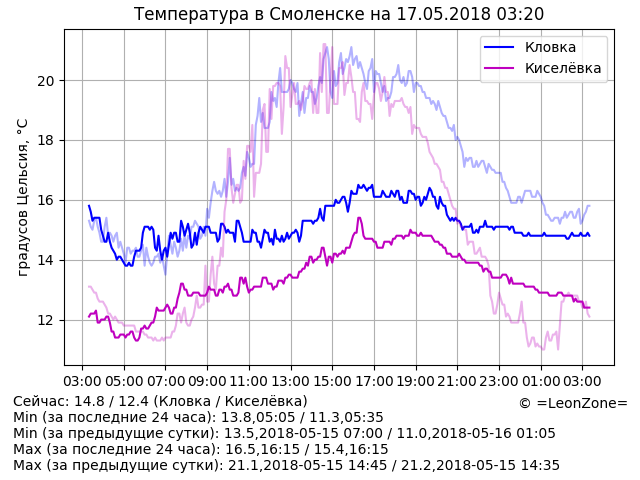 Температура в Смоленске на 17.05.2018 03:20
Кловка
Киселёвка
градусов Цельсия, °C
20
18
16
14
12
03:00 05:00 07:00 09:00 11:00 13:00 15:00 17:00 19:00 21:00 23:00 01:00 03:00
Сейчас: 14.8 / 12.4 (Кловка / Киселёвка)
© =LeonZone=
Min (за последние 24 часа): 13.8,05:05 / 11.3,05:35
Min (за предыдущие сутки): 13.5,2018-05-15 07:00 / 11.0,2018-05-16 01:05
Max (за последние 24 часа): 16.5,16:15 / 15.4,16:15
Max (за предыдущие сутки): 21.1,2018-05-15 14:45 / 21.2,2018-05-15 14:35